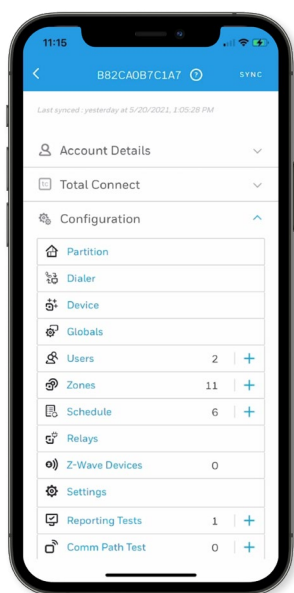 11:15
B82CA0B7C1A7 ? SYNC
Last synced : yesterday at 5/20/2021, 1:05:28 PM
Account Details
Total Connect
Configuration
Partition
Dialer
Device
Globals
Users 2 +
Zones 11 +
Schedule 6 +
Relays
Z-Wave Devices 0
Settings
Reporting Tests 1 +
Comm Path Test 0 +